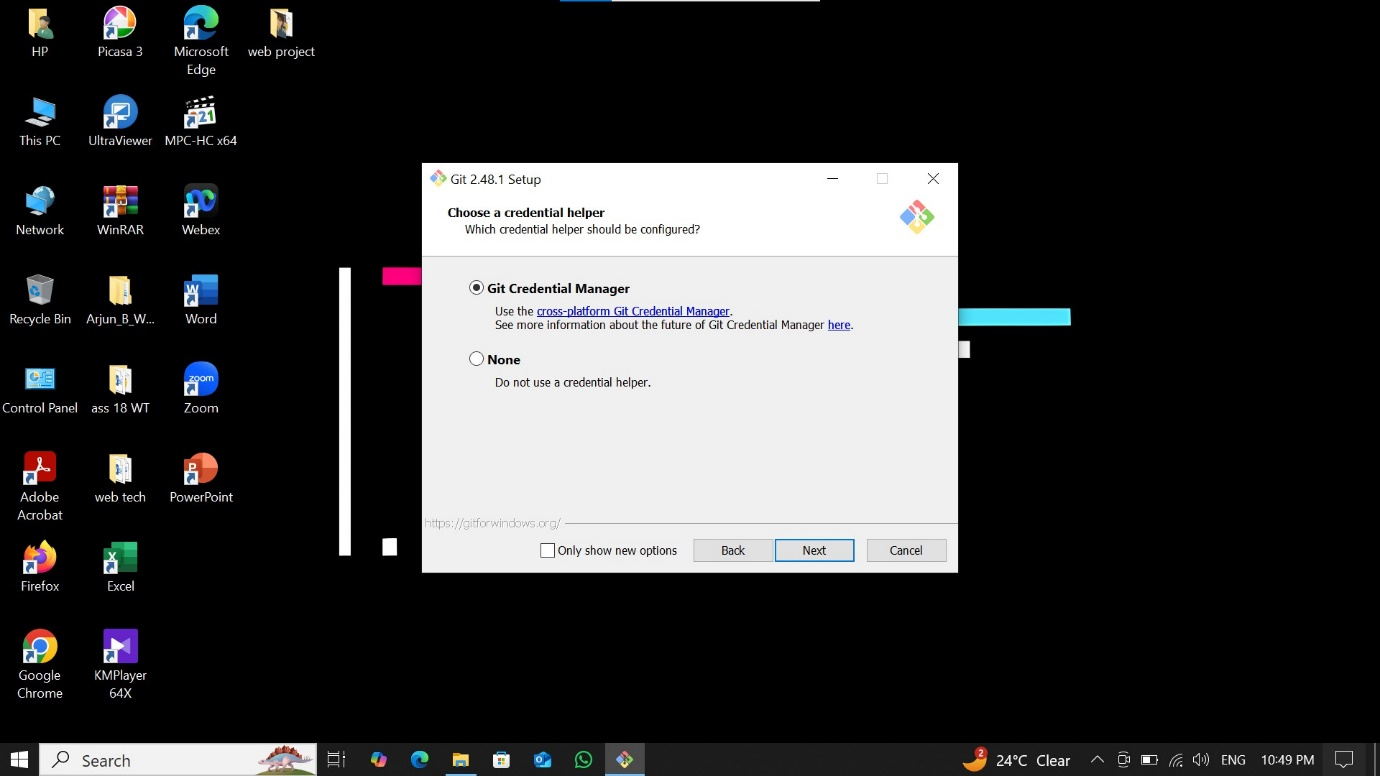 HP
Picasa 3
Microsoft
Edge
web project
This PC
UltraViewer
MPC-HC x64
321
Network
WinRAR
Webex
Recycle Bin
Arjun_B_W...
Word
W
Control Panel
ass 18 WT
Zoom
zoom
Adobe
Acrobat
web tech
PowerPoint
P
Firefox
Excel
X
Google
Chrome
KMPlayer
64X
Git 2.48.1 Setup
Choose a credential helper
Which credential helper should be configured?
Git Credential Manager
Use the cross-platform Git Credential Manager.
See more information about the future of Git Credential Manager here.
None
Do not use a credential helper.
https://gitforwindows.org/
Only show new options
Back
Next
Cancel
Search
2
24°C Clear
ENG
10:49 PM